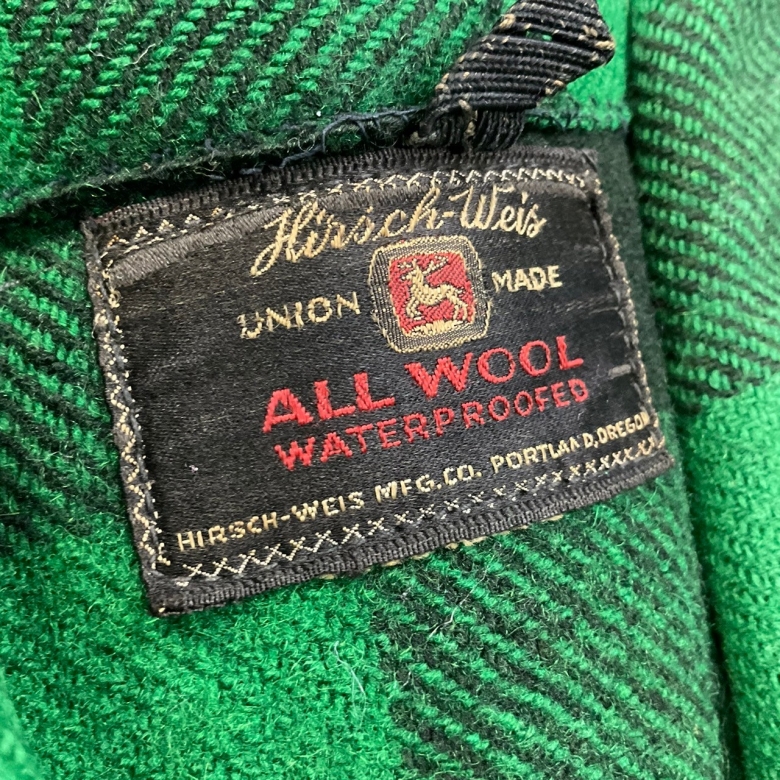 Hirsch-Weis
UNION MADE
ALL WOOL
WATERPROOFED
HIRSCH-WEIS MFG.CO. PORTLAND, OREGON